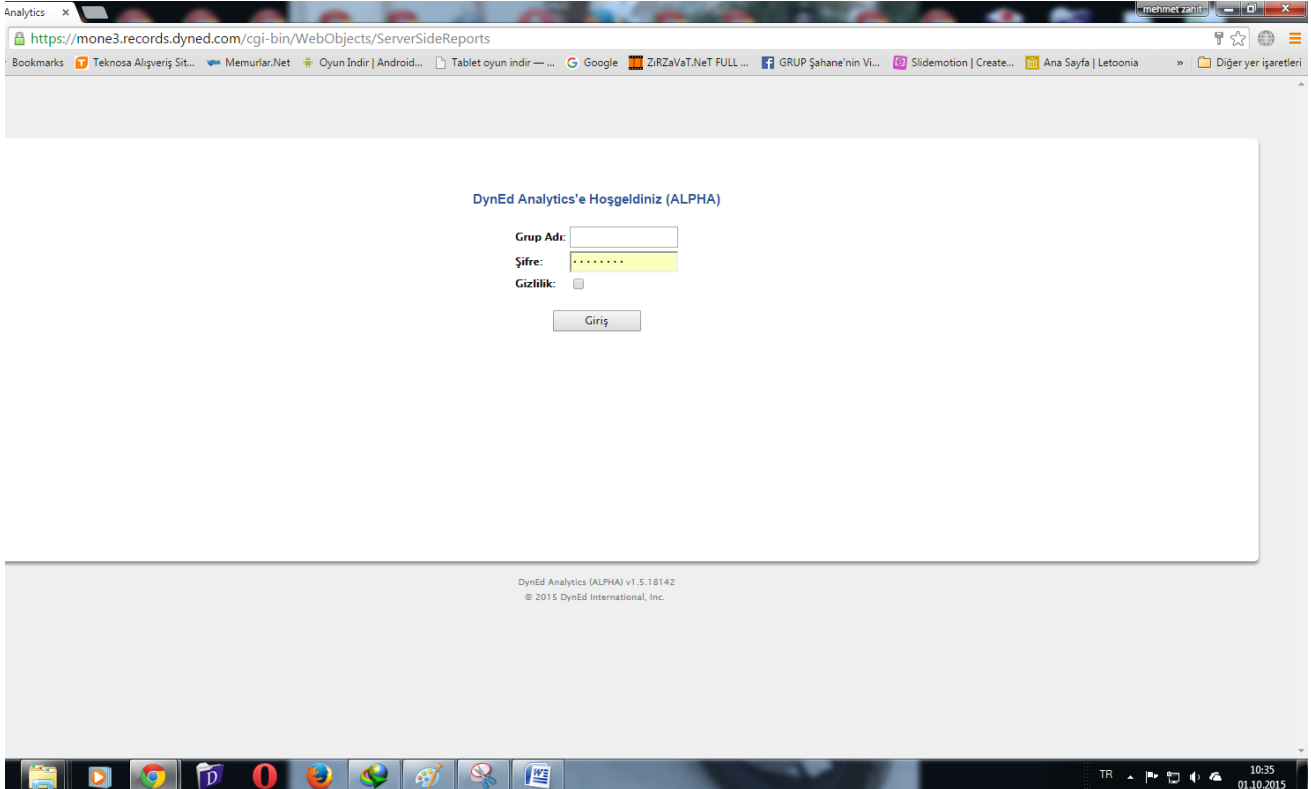 Analytics
mehmet zahit
https://mone3.records.dyned.com/cgi-bin/WebObjects/ServerSideReports
Bookmarks Teknosa Alışveriş Sit... Memurlar.Net Oyun İndir | Android... Tablet oyun indir — ... Google ZiRZaVaT.NeT FULL ... GRUP Şahane'nin Vi... Slidemotion | Create... Ana Sayfa | Letoonia » Diğer yer işaretleri
DynEd Analytics'e Hoşgeldiniz (ALPHA)
Grup Adı:
Şifre: ········
Gizlilik:
Giriş
DynEd Analytics (ALPHA) v1.5.18142
© 2015 DynEd International, Inc.
TR 10:35
01.10.2015